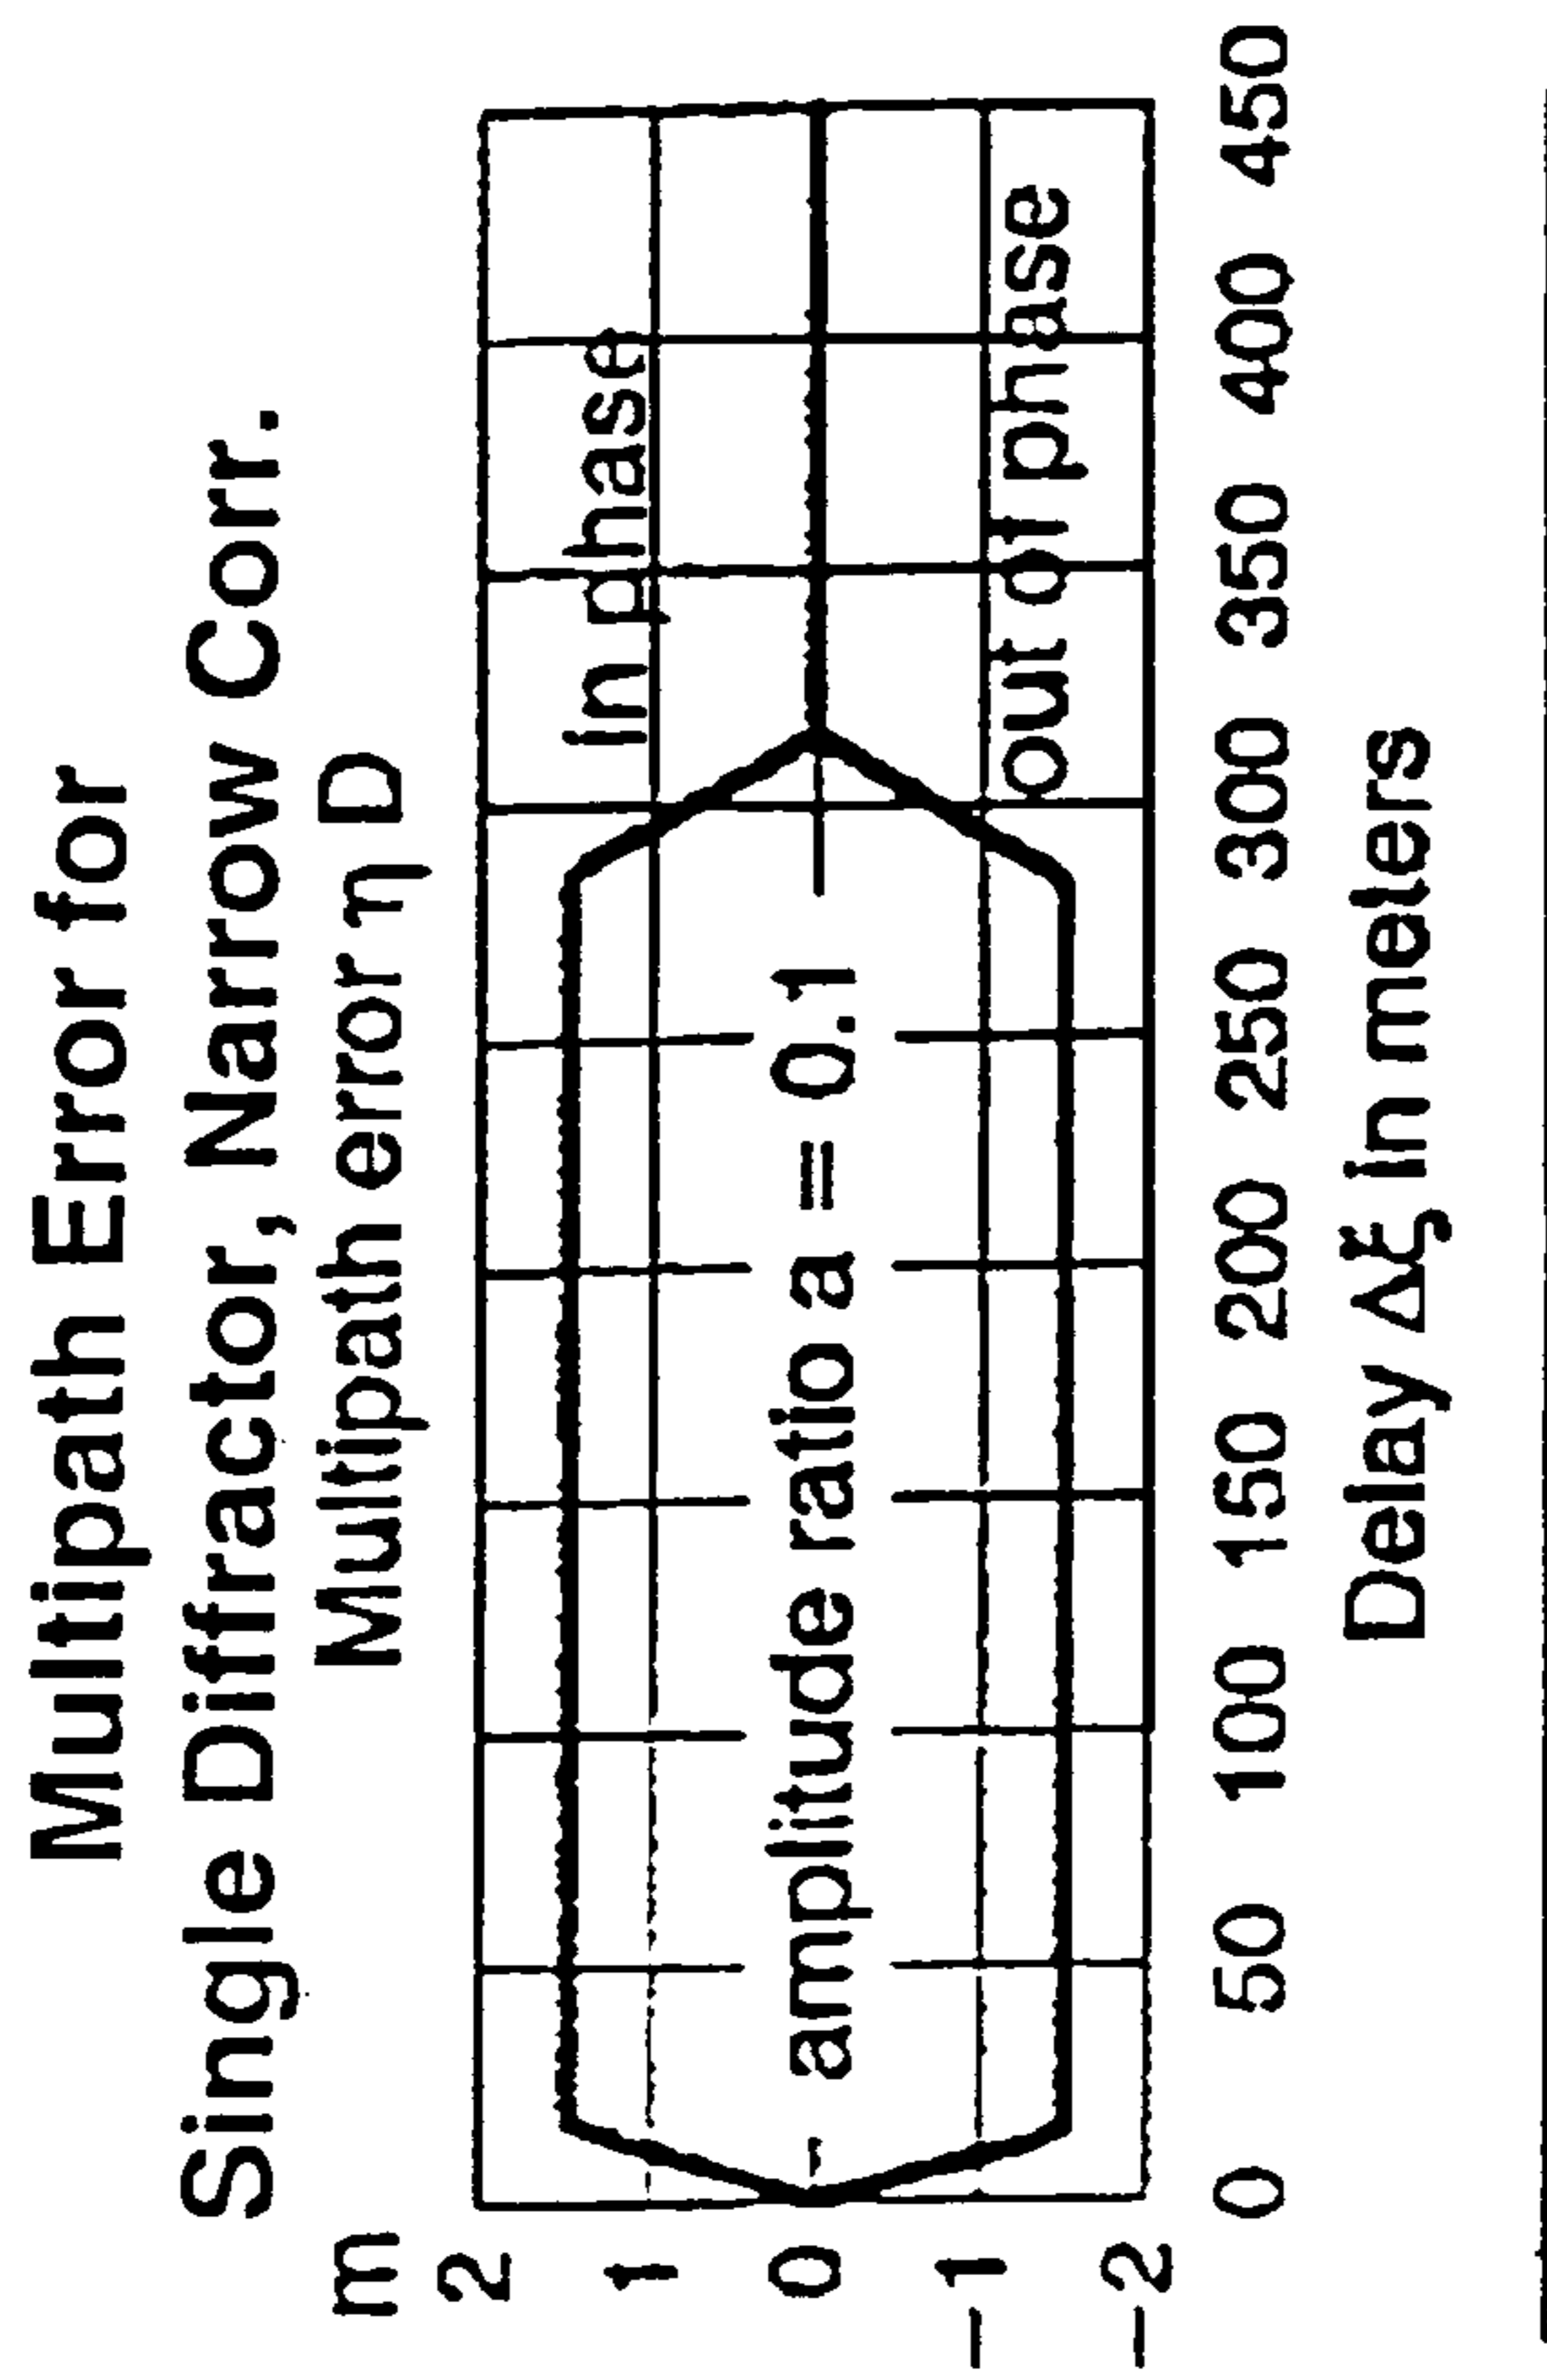 Multipath Error for
Single Diffractor, Narrow Corr.
Multipath error η D
m
2
in phase
1
amplitude ratio a = 0.1
0
-1
out of phase
-2
0 50 100 150 200 250 300 350 400 450
Delay Δξ in meters